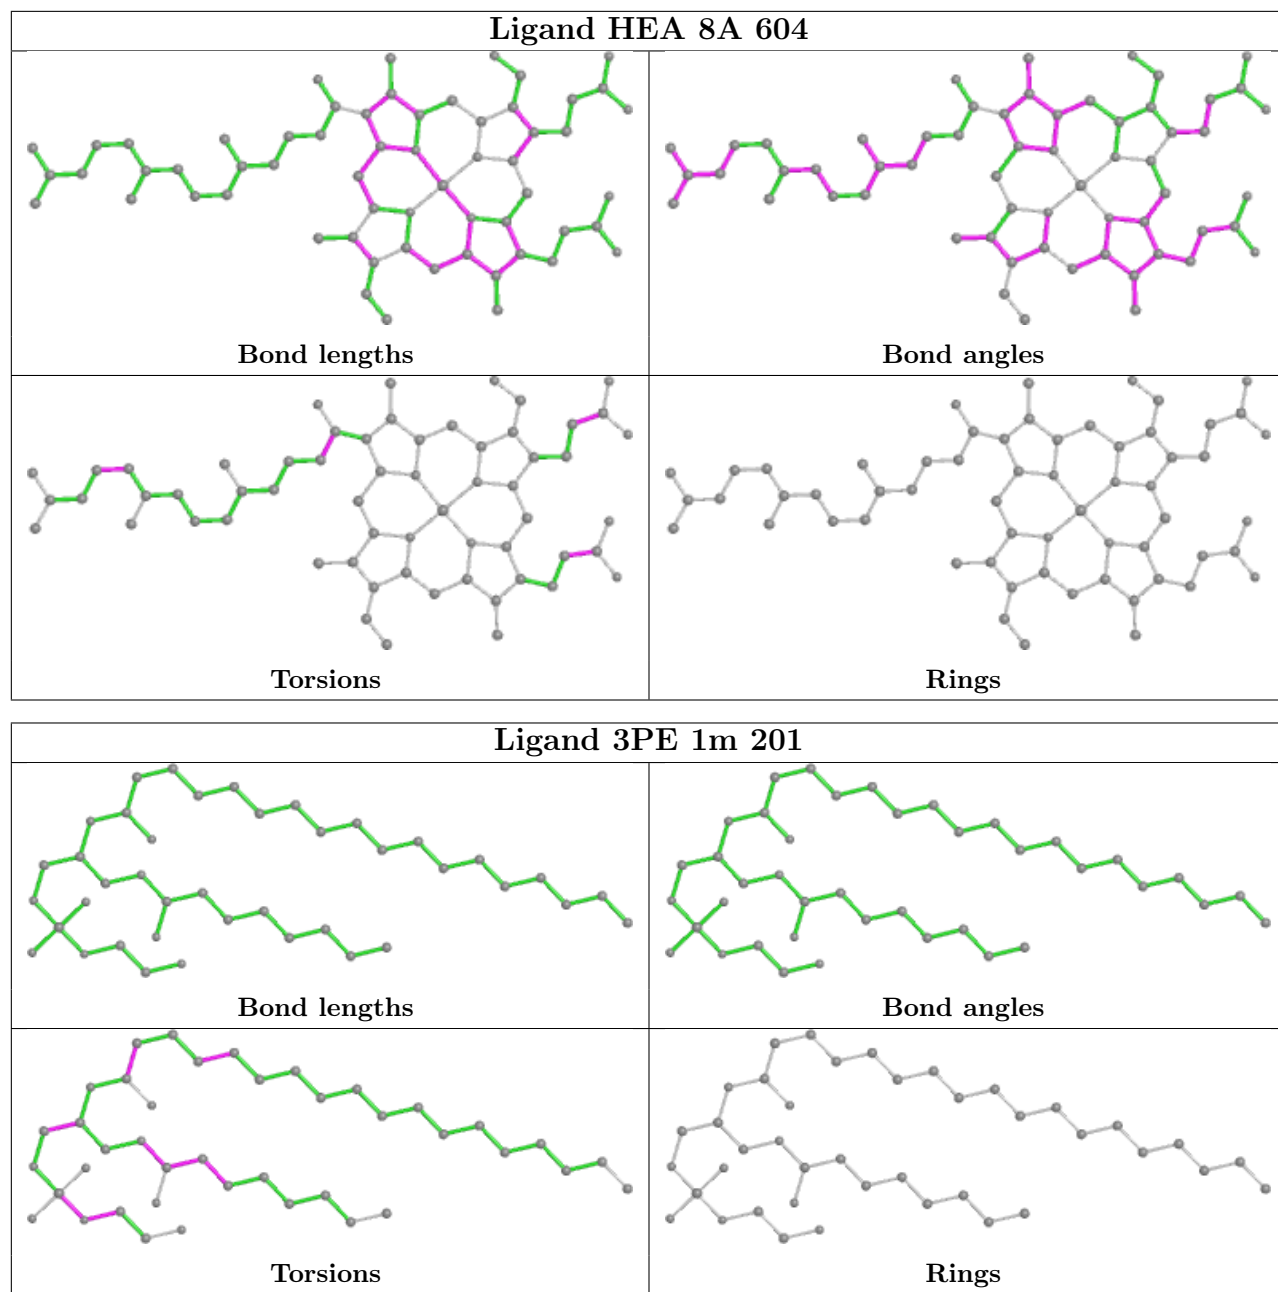 Ligand HEA 8A 604
Bond lengths
Bond angles
Torsions
Rings
Ligand 3PE 1m 201
Bond lengths
Bond angles
Torsions
Rings